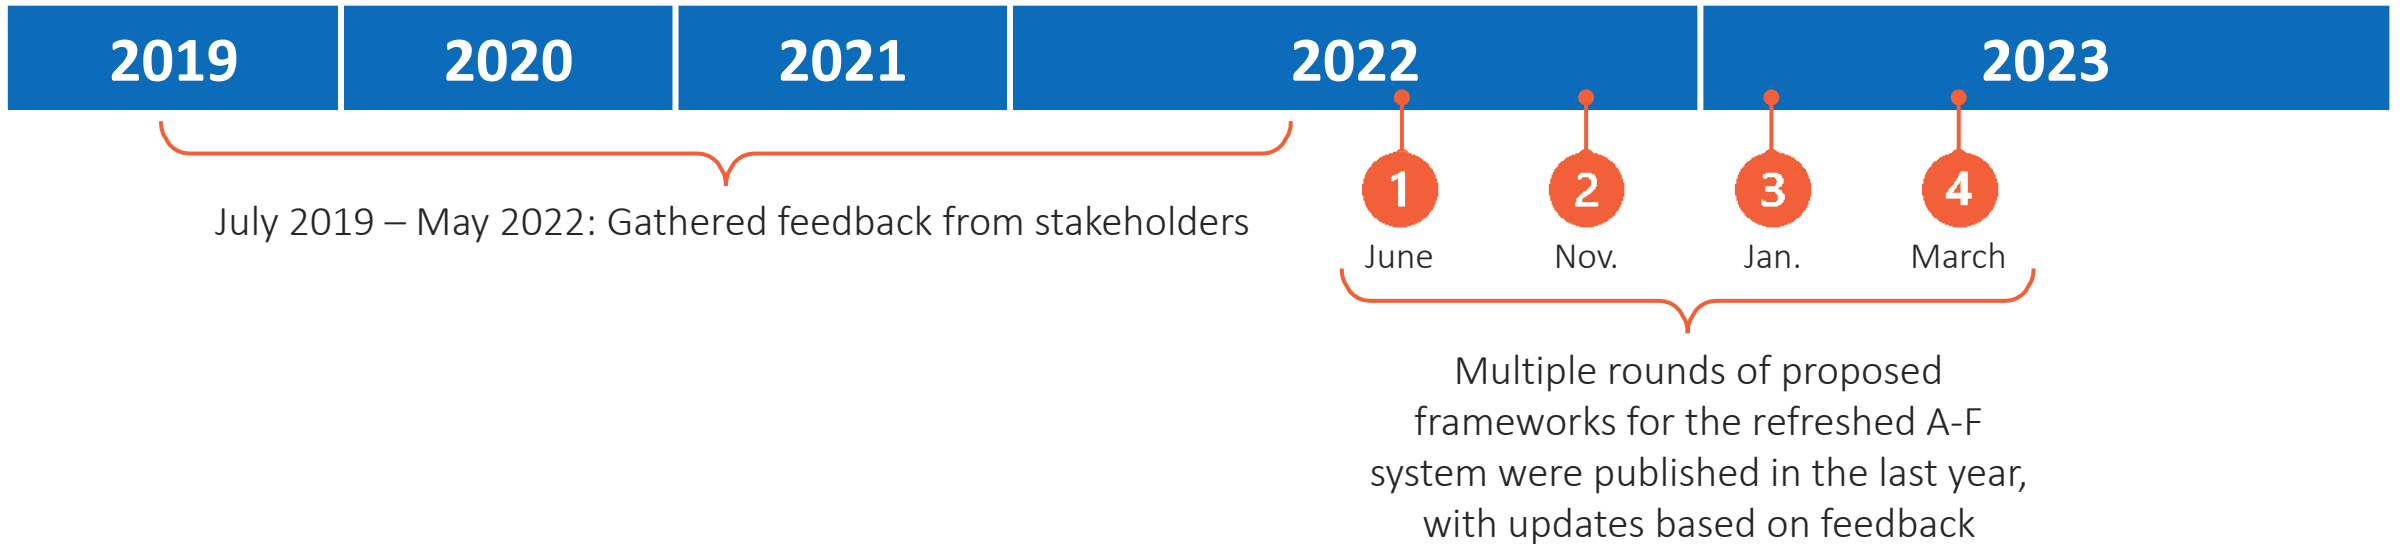 2019
2020
2021
2022
2023
July 2019 – May 2022: Gathered feedback from stakeholders
1
2
3
4
June
Nov.
Jan.
March
Multiple rounds of proposed
frameworks for the refreshed A-F
system were published in the last year,
with updates based on feedback